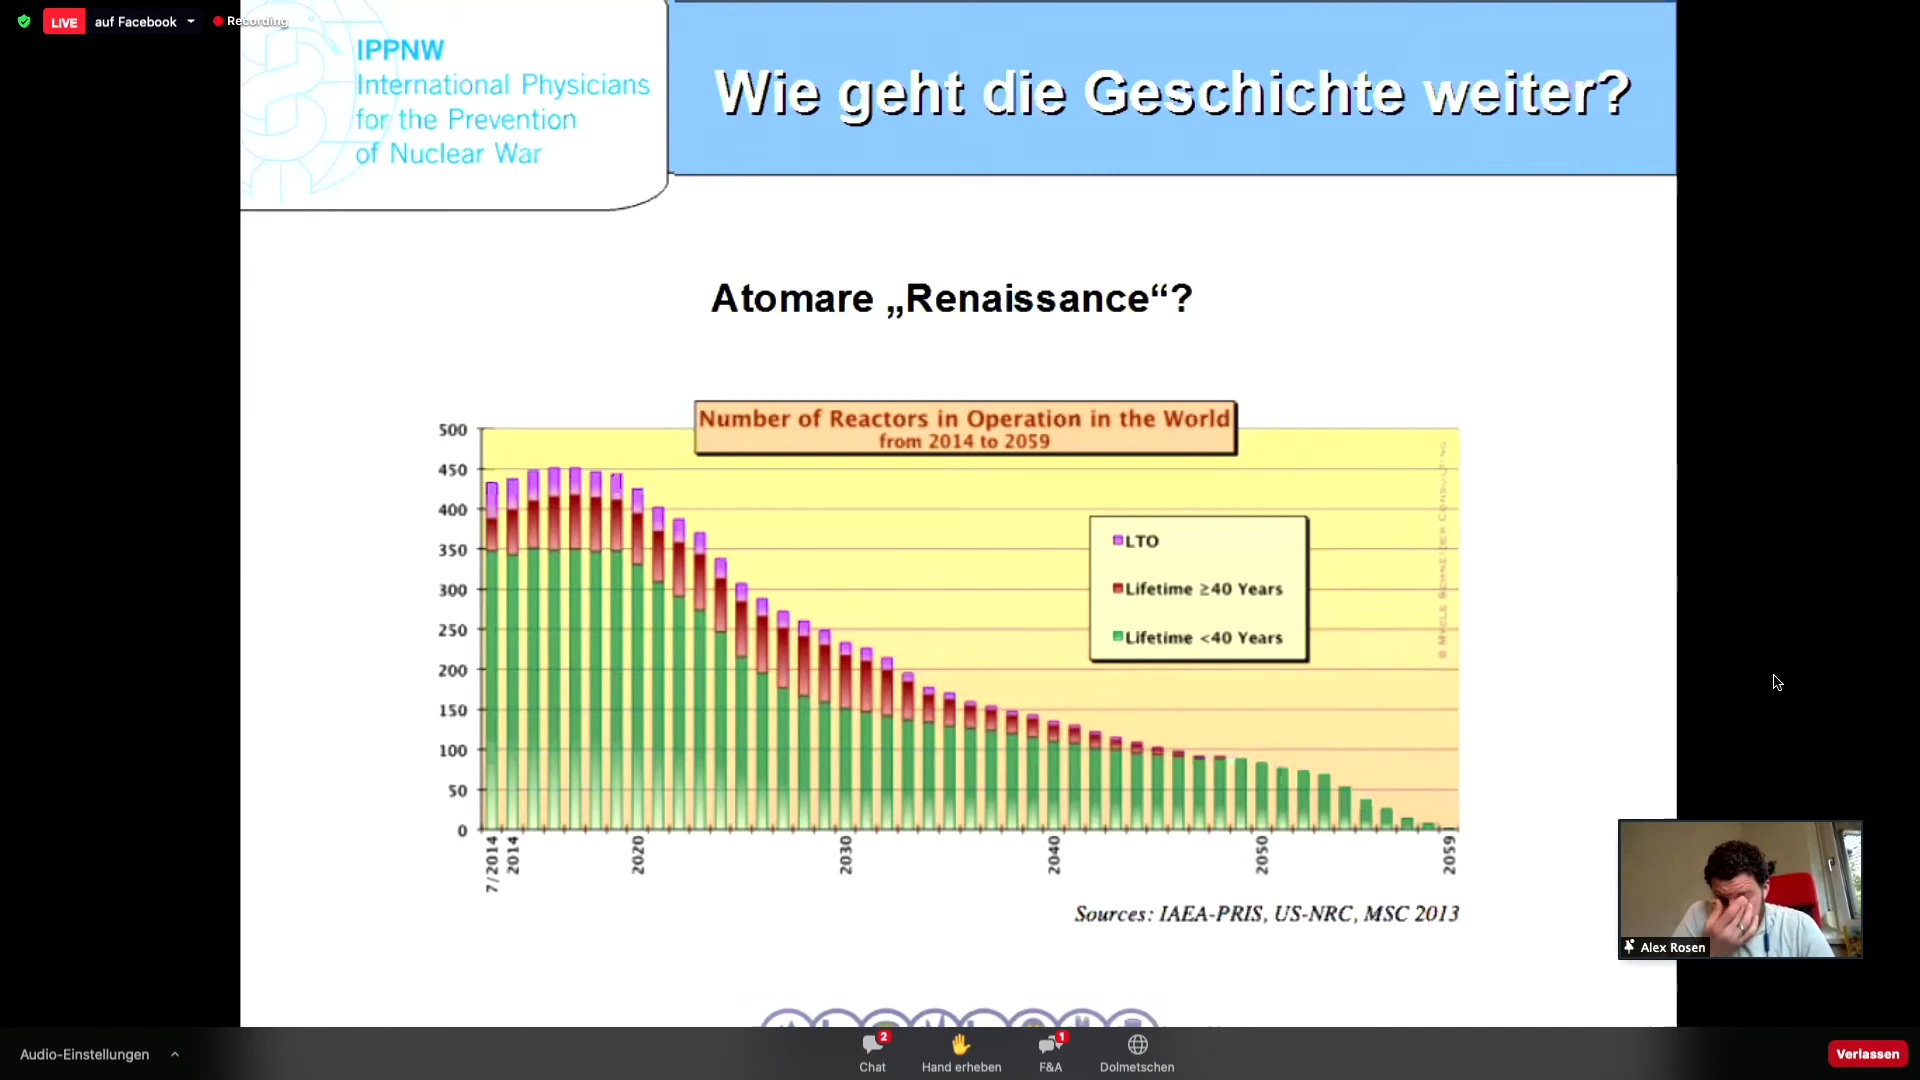 LIVE auf Facebook Recording
IPPNW
International Physicians
for the Prevention
of Nuclear War
Wie geht die Geschichte weiter?
Atomare „Renaissance“?
Number of Reactors in Operation in the World
from 2014 to 2059
500
450
400
350
300
250
200
150
100
50
0
LTO
Lifetime ≥40 Years
Lifetime <40 Years
© MYCLE SCHNEIDER CONSULTING
7/2014
2014
2020
2030
2040
2050
2059
Sources: IAEA-PRIS, US-NRC, MSC 2013
Alex Rosen
Audio-Einstellungen
2
Chat
Hand erheben
1
F&A
Dolmetschen
Verlassen